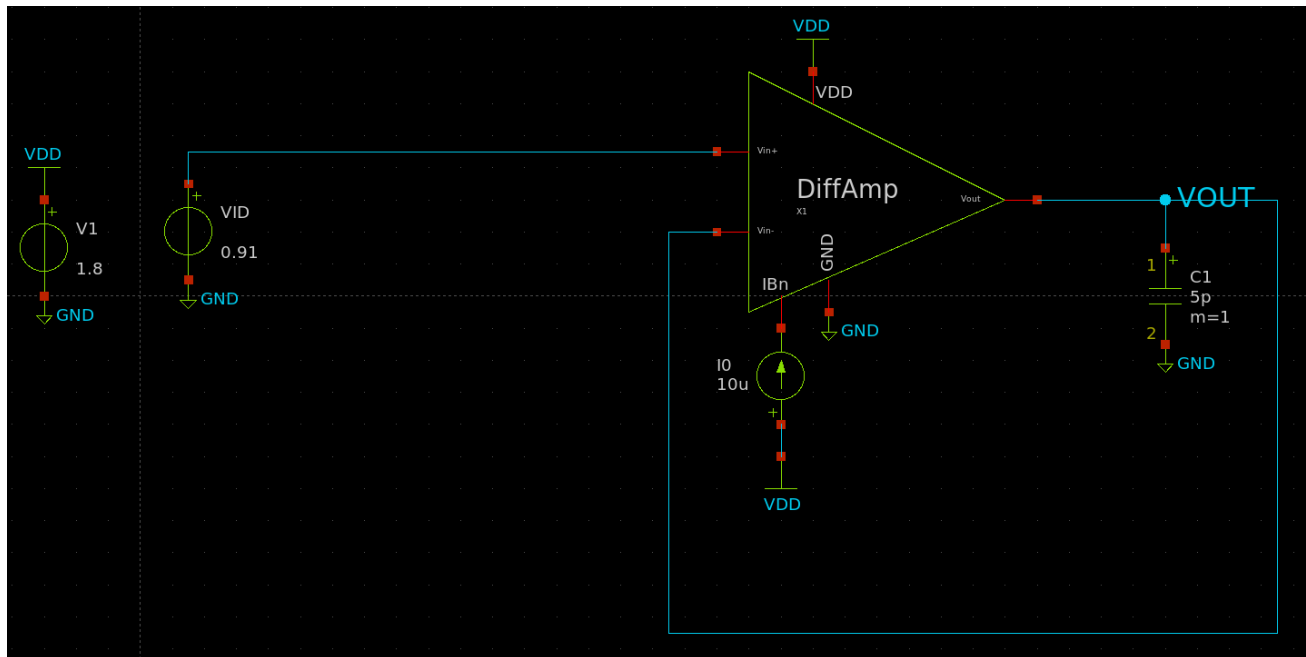 VDD
VDD
VDD
Vin+
+
+
VID
DiffAmp
X1
Vout
VOUT
V1
0.91
Vin-
1.8
GND
1
+
C1
IBn
5p
GND
GND
m=1
GND
2
I0
10u
GND
+
VDD